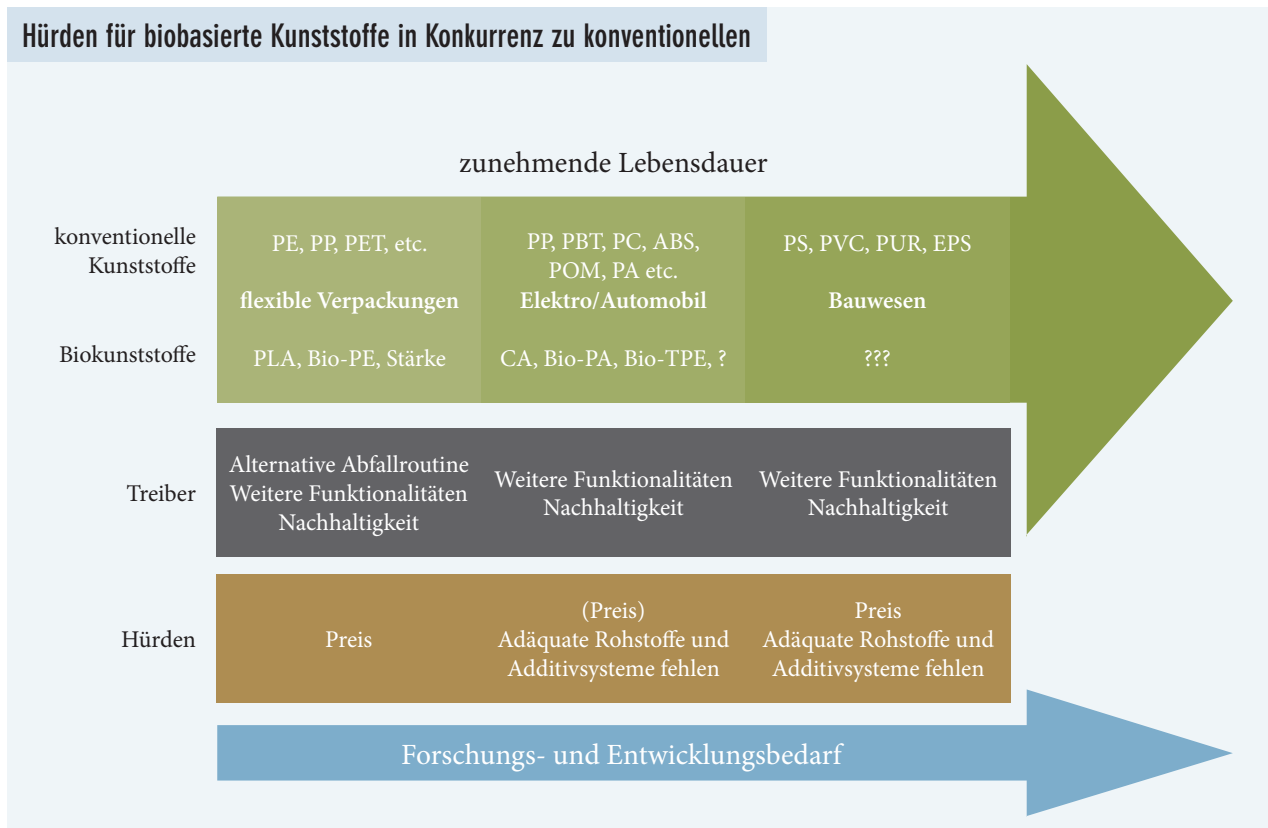 Hürden für biobasierte Kunststoffe in Konkurrenz zu konventionellen
zunehmende Lebensdauer
konventionelle
Kunststoffe
PE, PP, PET, etc.
PP, PBT, PC, ABS,
POM, PA etc.
PS, PVC, PUR, EPS
flexible Verpackungen
Elektro/Automobil
Bauwesen
Biokunststoffe
PLA, Bio-PE, Stärke
CA, Bio-PA, Bio-TPE, ?
???
Treiber
Alternative Abfallroutine
Weitere Funktionalitäten
Nachhaltigkeit
Weitere Funktionalitäten
Nachhaltigkeit
Weitere Funktionalitäten
Nachhaltigkeit
Hürden
Preis
(Preis)
Adäquate Rohstoffe und
Additivsysteme fehlen
Preis
Adäquate Rohstoffe und
Additivsysteme fehlen
Forschungs- und Entwicklungsbedarf